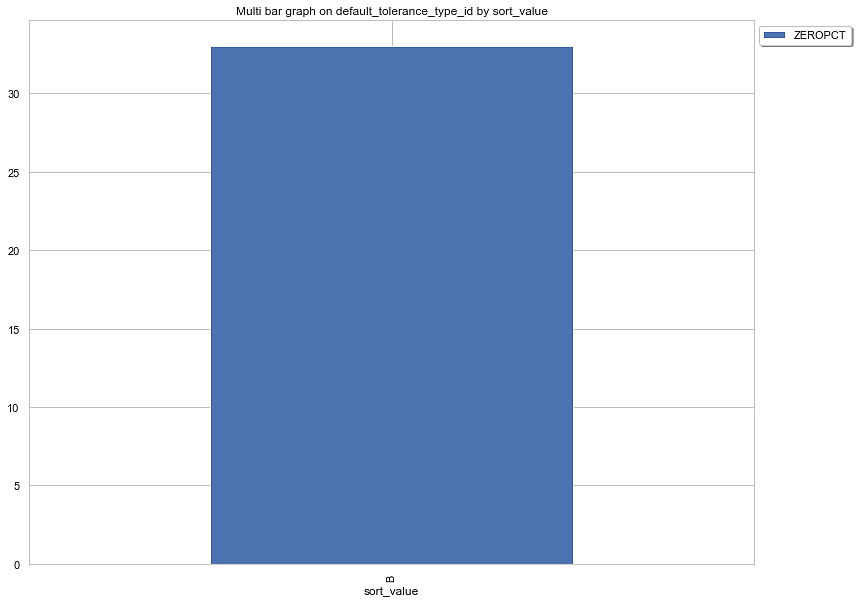 Multi bar graph on default_tolerance_type_id by sort_value
ZEROPCT
30
25
20
15
10
5
0
B
sort_value